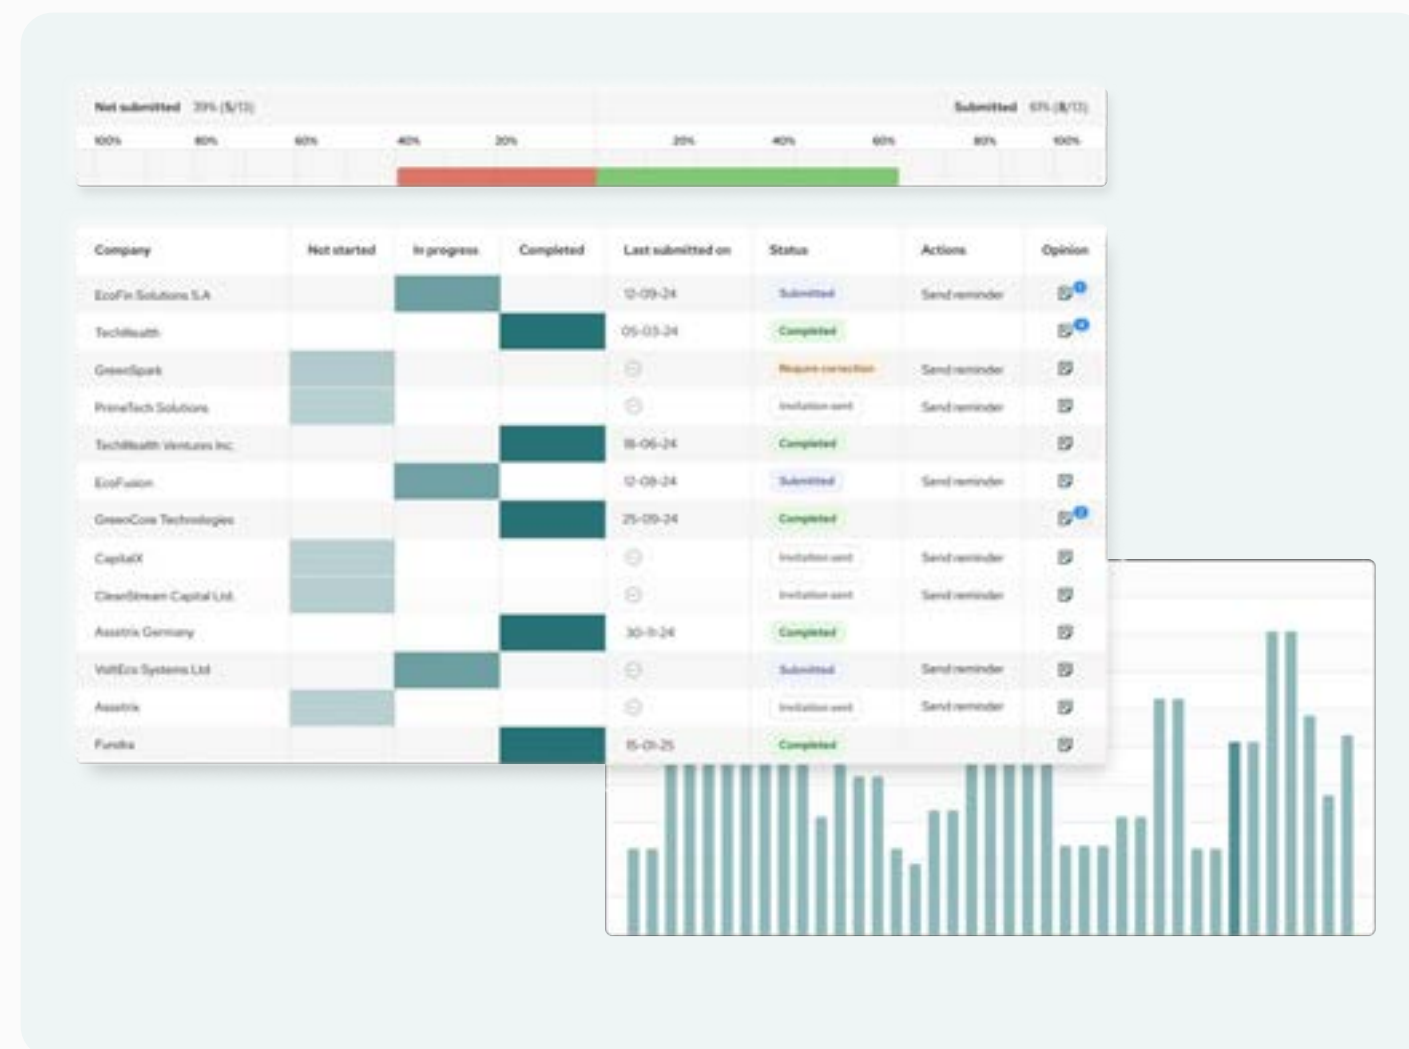 Not submitted 39% (5/13) Submitted 61% (8/13)
100% 80% 60% 40% 20% 20% 40% 60% 80% 100%
Company Not started In progress Completed Last submitted on Status Actions Opinion
EcoFin Solutions S.A 12-09-24 Submitted Send reminder 1
TechHealth 05-03-24 Completed
GreenSpark Require correction Send reminder
PrimeTech Solutions Invitation sent Send reminder
TechHealth Ventures Inc. 18-06-24 Completed
EcoFusion 12-08-24 Submitted Send reminder
GreenCore Technologies 25-09-24 Completed 2
CapitalX Invitation sent Send reminder
CleanStream Capital Ltd. Invitation sent Send reminder
Assetrix Germany 30-11-24 Completed
VoltEco Systems Ltd Submitted Send reminder
Assetrix Invitation sent Send reminder
Fundra 15-01-25 Completed